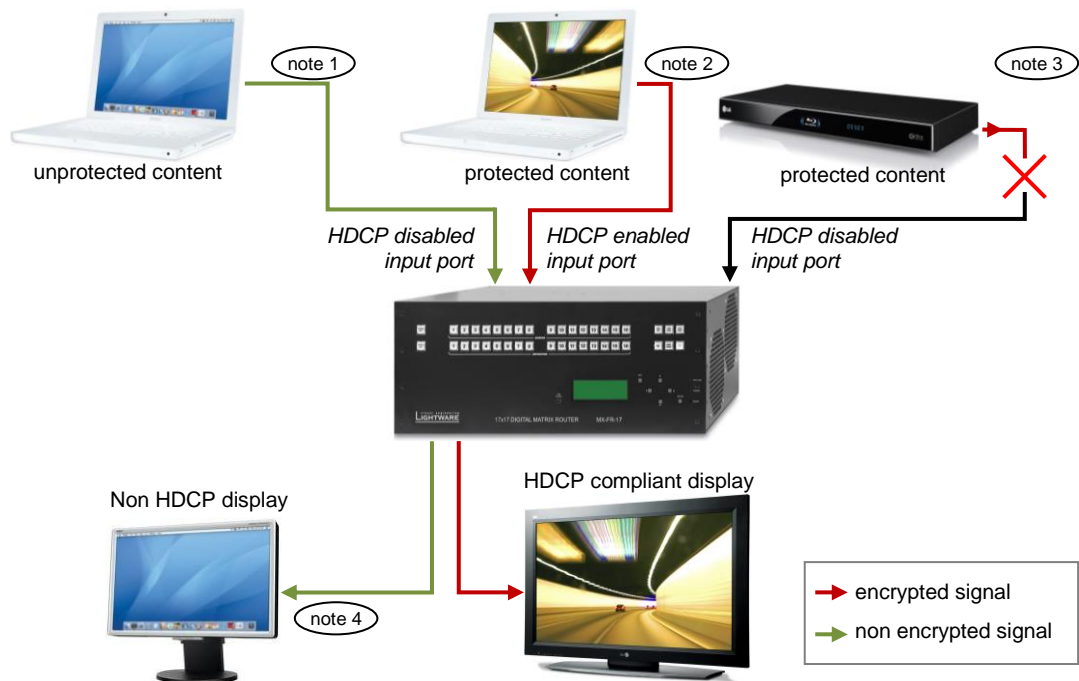 note 1
note 2
note 3
unprotected content
protected content
protected content
HDCP disabled
input port
HDCP enabled
input port
HDCP disabled
input port
LIGHTWARE
17x17 DIGITAL MATRIX ROUTER
MX-FR-17
Non HDCP display
HDCP compliant display
note 4
encrypted signal
non encrypted signal